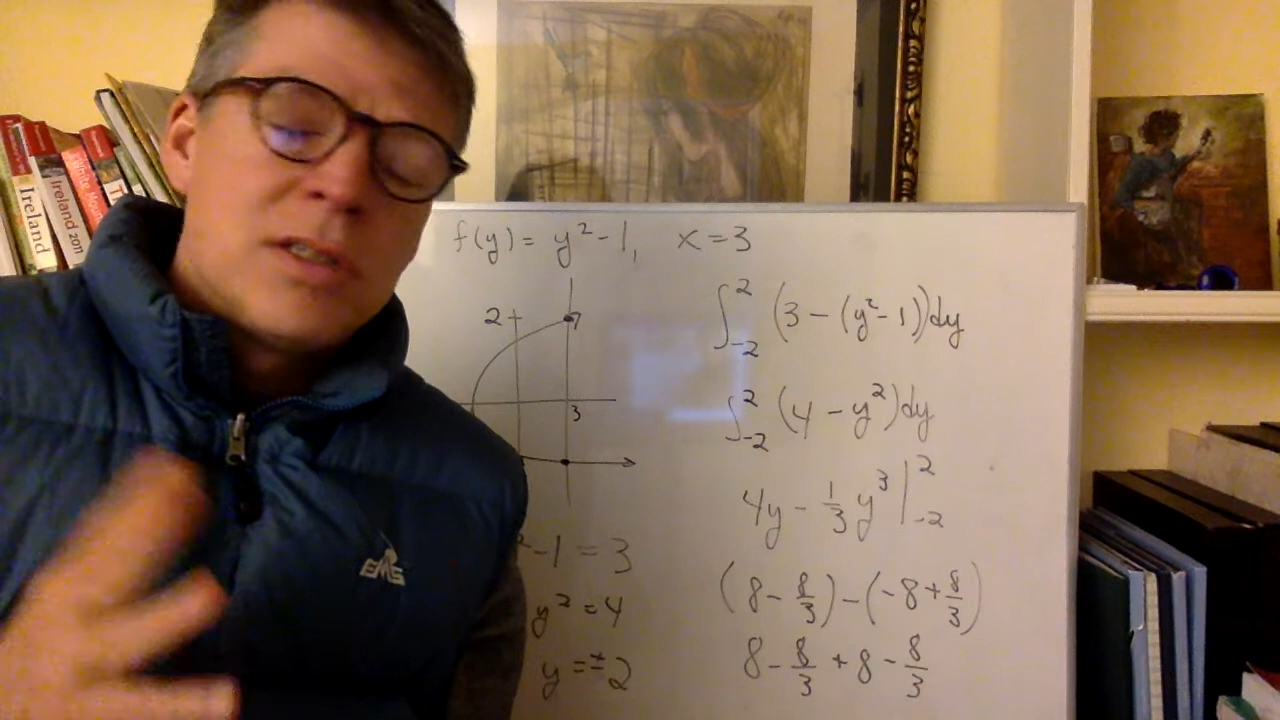 Ireland
Ireland 2011
f(y) = y² - 1, x = 3
2
3
² - 1 = 3
y² = 4
y = ±2
∫₋₂² (3 - (y² - 1))dy
∫₋₂² (4 - y²)dy
4y - 1/3 y³ |₋₂²
(8 - 8/3) - (-8 + 8/3)
8 - 8/3 + 8 - 8/3
EMS